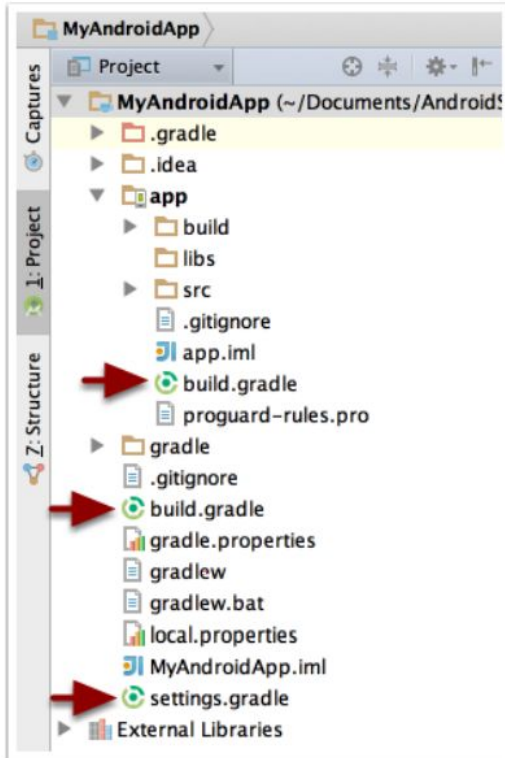 MyAndroidApp
Project
Captures
1: Project
Z: Structure
MyAndroidApp (~/Documents/AndroidS
.gradle
.idea
app
build
libs
src
.gitignore
app.iml
build.gradle
proguard-rules.pro
gradle
.gitignore
build.gradle
gradle.properties
gradlew
gradlew.bat
local.properties
MyAndroidApp.iml
settings.gradle
External Libraries